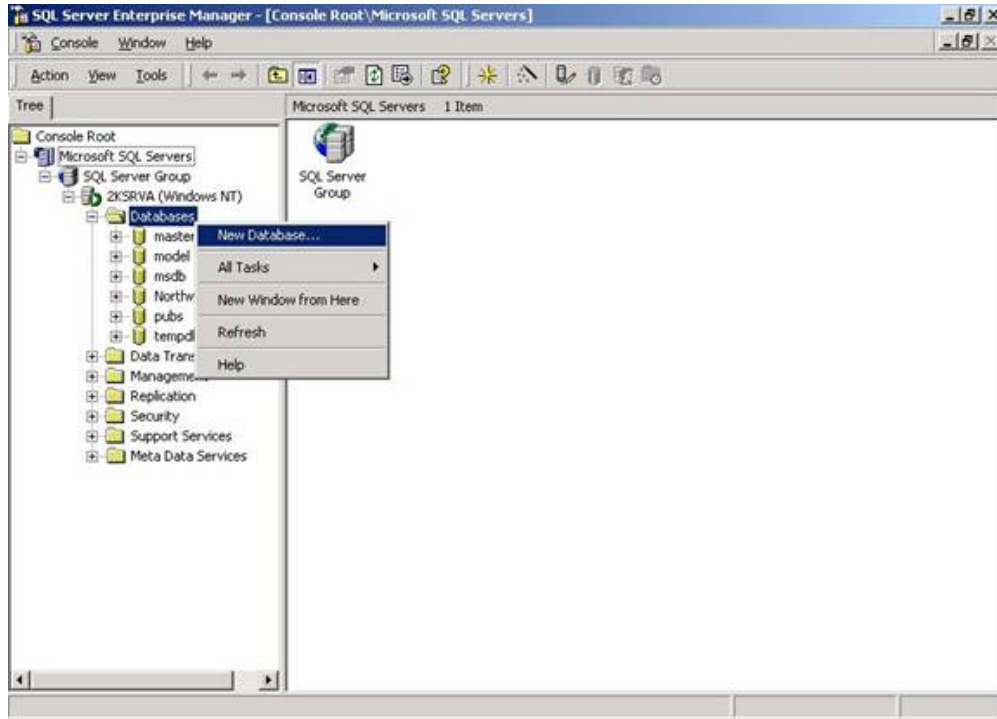 SQL Server Enterprise Manager - [Console Root\Microsoft SQL Servers]
Console Window Help
Action View Tools
Tree
Microsoft SQL Servers 1 Item
Console Root
Microsoft SQL Servers
SQL Server Group
2KSRVA (Windows NT)
Databases
master
model
msdb
Northw
pubs
tempd
Data Trans
Manageme
Replication
Security
Support Services
Meta Data Services
New Database...
All Tasks
New Window from Here
Refresh
Help
SQL Server
Group